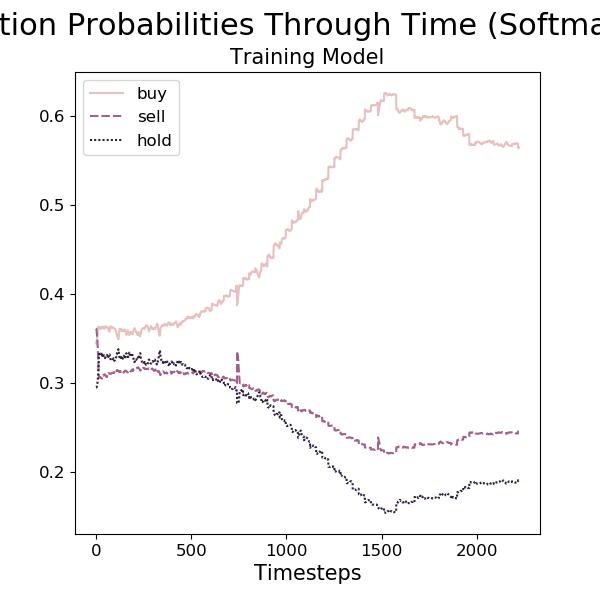 tion Probabilities Through Time (Softma
Training Model
buy
sell
hold
0.6
0.5
0.4
0.3
0.2
0 500 1000 1500 2000
Timesteps